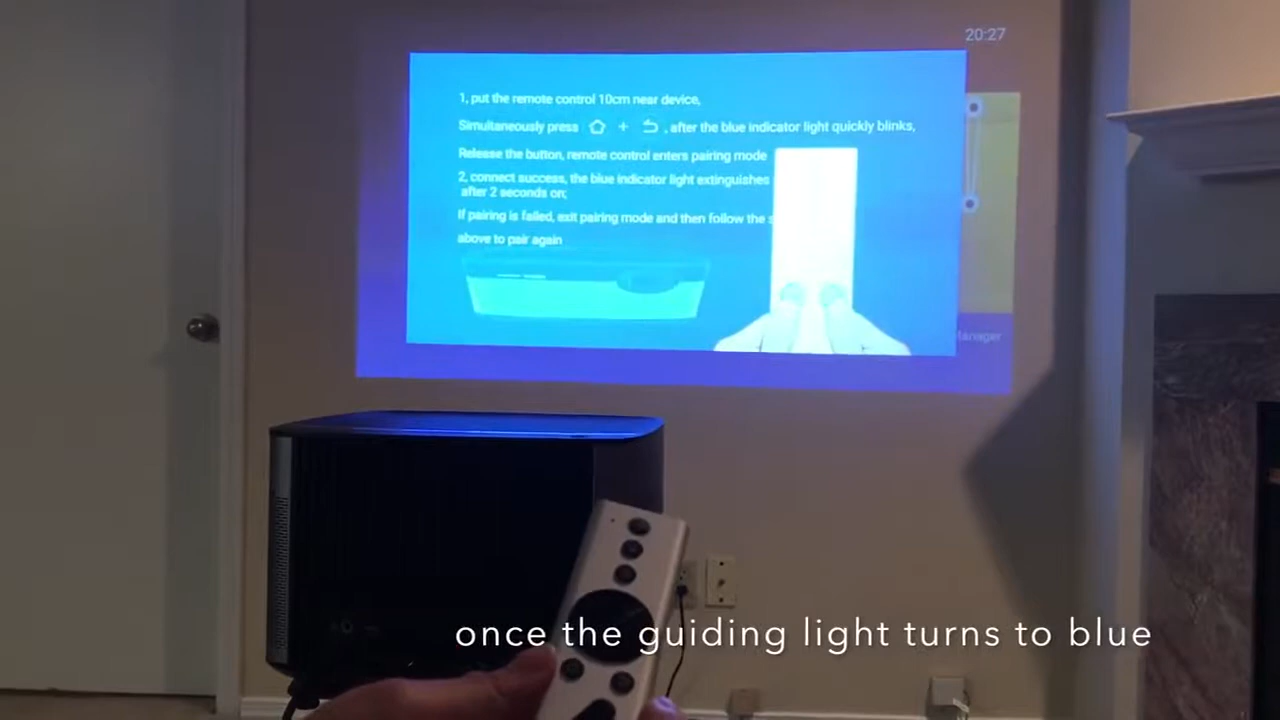 20:27
1, put the remote control 10cm near device,
Simultaneously press + , after the blue indicator light quickly blinks,
Release the button, remote control enters pairing mode
2, connect success, the blue indicator light extinguishes
after 2 seconds on;
If pairing is failed, exit pairing mode and then follow the s
above to pair again
Manager
once the guiding light turns to blue